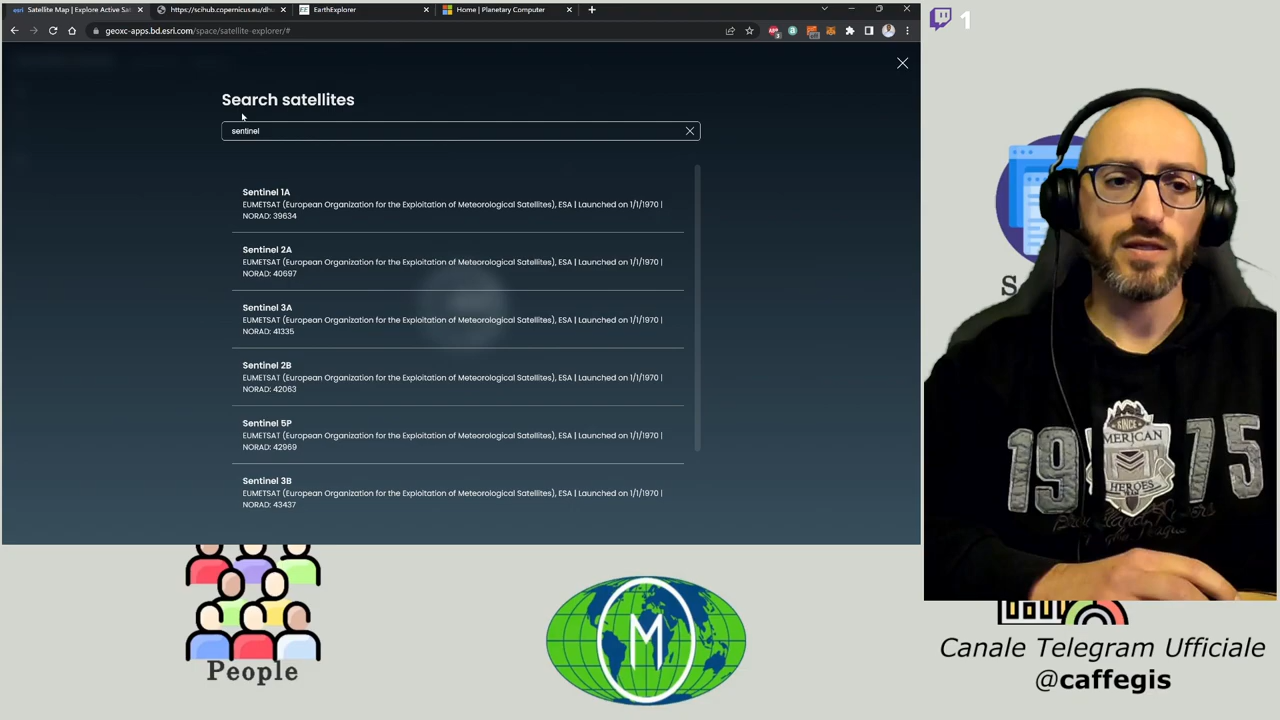 Satellite Map | Explore Active Sat
https://scihub.copernicus.eu/dhu
EarthExplorer
Home | Planetary Computer
geoxc-apps.bd.esri.com/space/satellite-explorer/#
1
Search satellites
sentinel
Sentinel 1A
EUMETSAT (European Organization for the Exploitation of Meteorological Satellites), ESA | Launched on 1/1/1970 |
NORAD: 39634
Sentinel 2A
EUMETSAT (European Organization for the Exploitation of Meteorological Satellites), ESA | Launched on 1/1/1970 |
NORAD: 40697
Sentinel 3A
EUMETSAT (European Organization for the Exploitation of Meteorological Satellites), ESA | Launched on 1/1/1970 |
NORAD: 41335
Sentinel 2B
EUMETSAT (European Organization for the Exploitation of Meteorological Satellites), ESA | Launched on 1/1/1970 |
NORAD: 42063
Sentinel 5P
EUMETSAT (European Organization for the Exploitation of Meteorological Satellites), ESA | Launched on 1/1/1970 |
NORAD: 42969
Sentinel 3B
EUMETSAT (European Organization for the Exploitation of Meteorological Satellites), ESA | Launched on 1/1/1970 |
NORAD: 43437
S
SINCE
1975
AMERICAN
HEROES
People
M
Canale Telegram Ufficiale
@caffegis